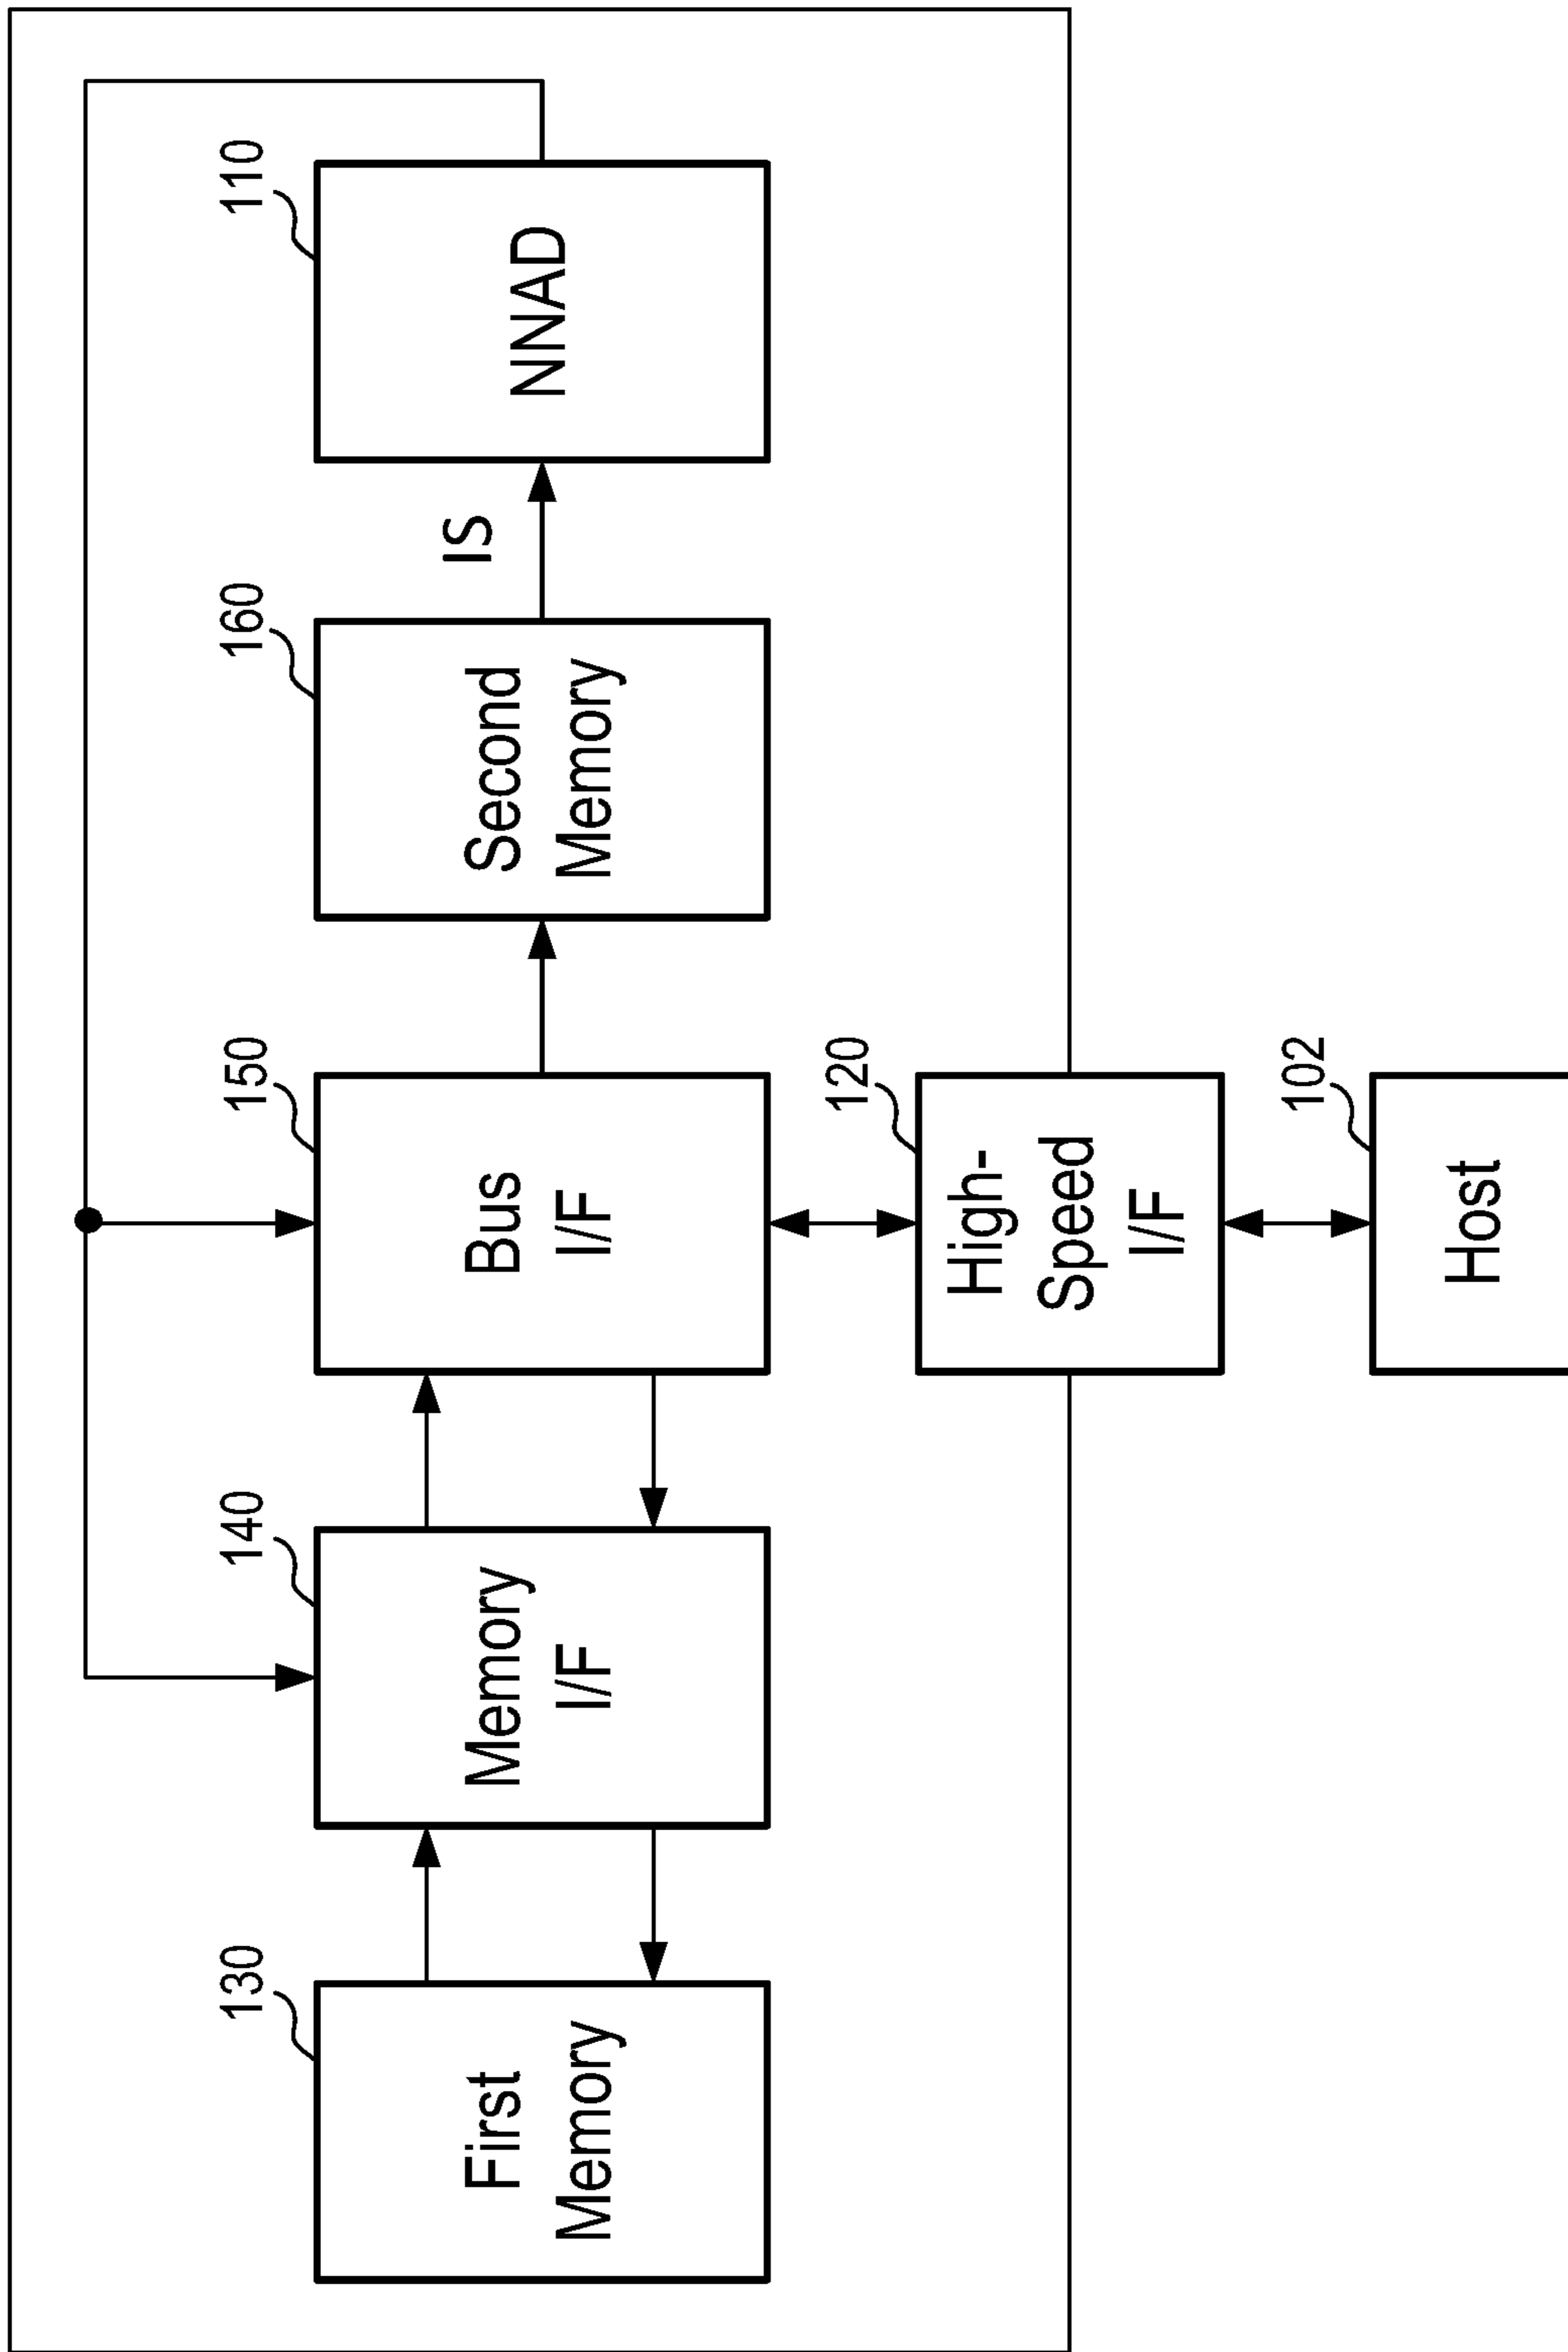 130
First
Memory
140
Memory
I/F
150
Bus
I/F
160
Second
Memory
IS
110
NNAD
120
High-
Speed
I/F
102
Host